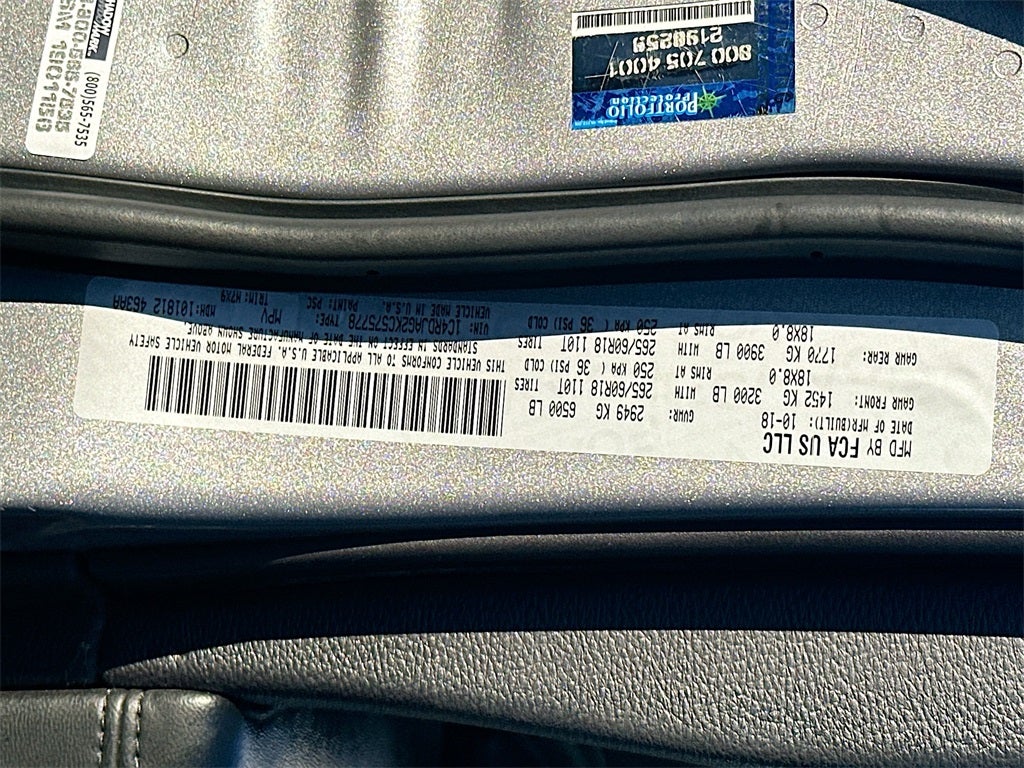 MFD BY FCA US LLC
DATE OF MFR(BUILT): 10-18
GVWR: 2949 KG 6500 LB
GAWR FRONT: 1452 KG 3200 LB WITH 265/60R18 110T TIRES
18X8.0 RIMS AT 250 KPA ( 36 PSI) COLD
GAWR REAR: 1770 KG 3900 LB WITH 265/60R18 110T TIRES
18X8.0 RIMS AT 250 KPA ( 36 PSI) COLD
THIS VEHICLE CONFORMS TO ALL APPLICABLE U.S.A. FEDERAL MOTOR VEHICLE SAFETY
STANDARDS IN EFFECT ON THE DATE OF MANUFACTURE SHOWN ABOVE.
VIN: 1C4RDJAG2KC575778 TYPE: MPV MDH:101812 463AA
VEHICLE MADE IN U.S.A. PAINT: PSC TRIM: H7X9
PORTFOLIO
Protection
800 705 4001
(800)565-7535